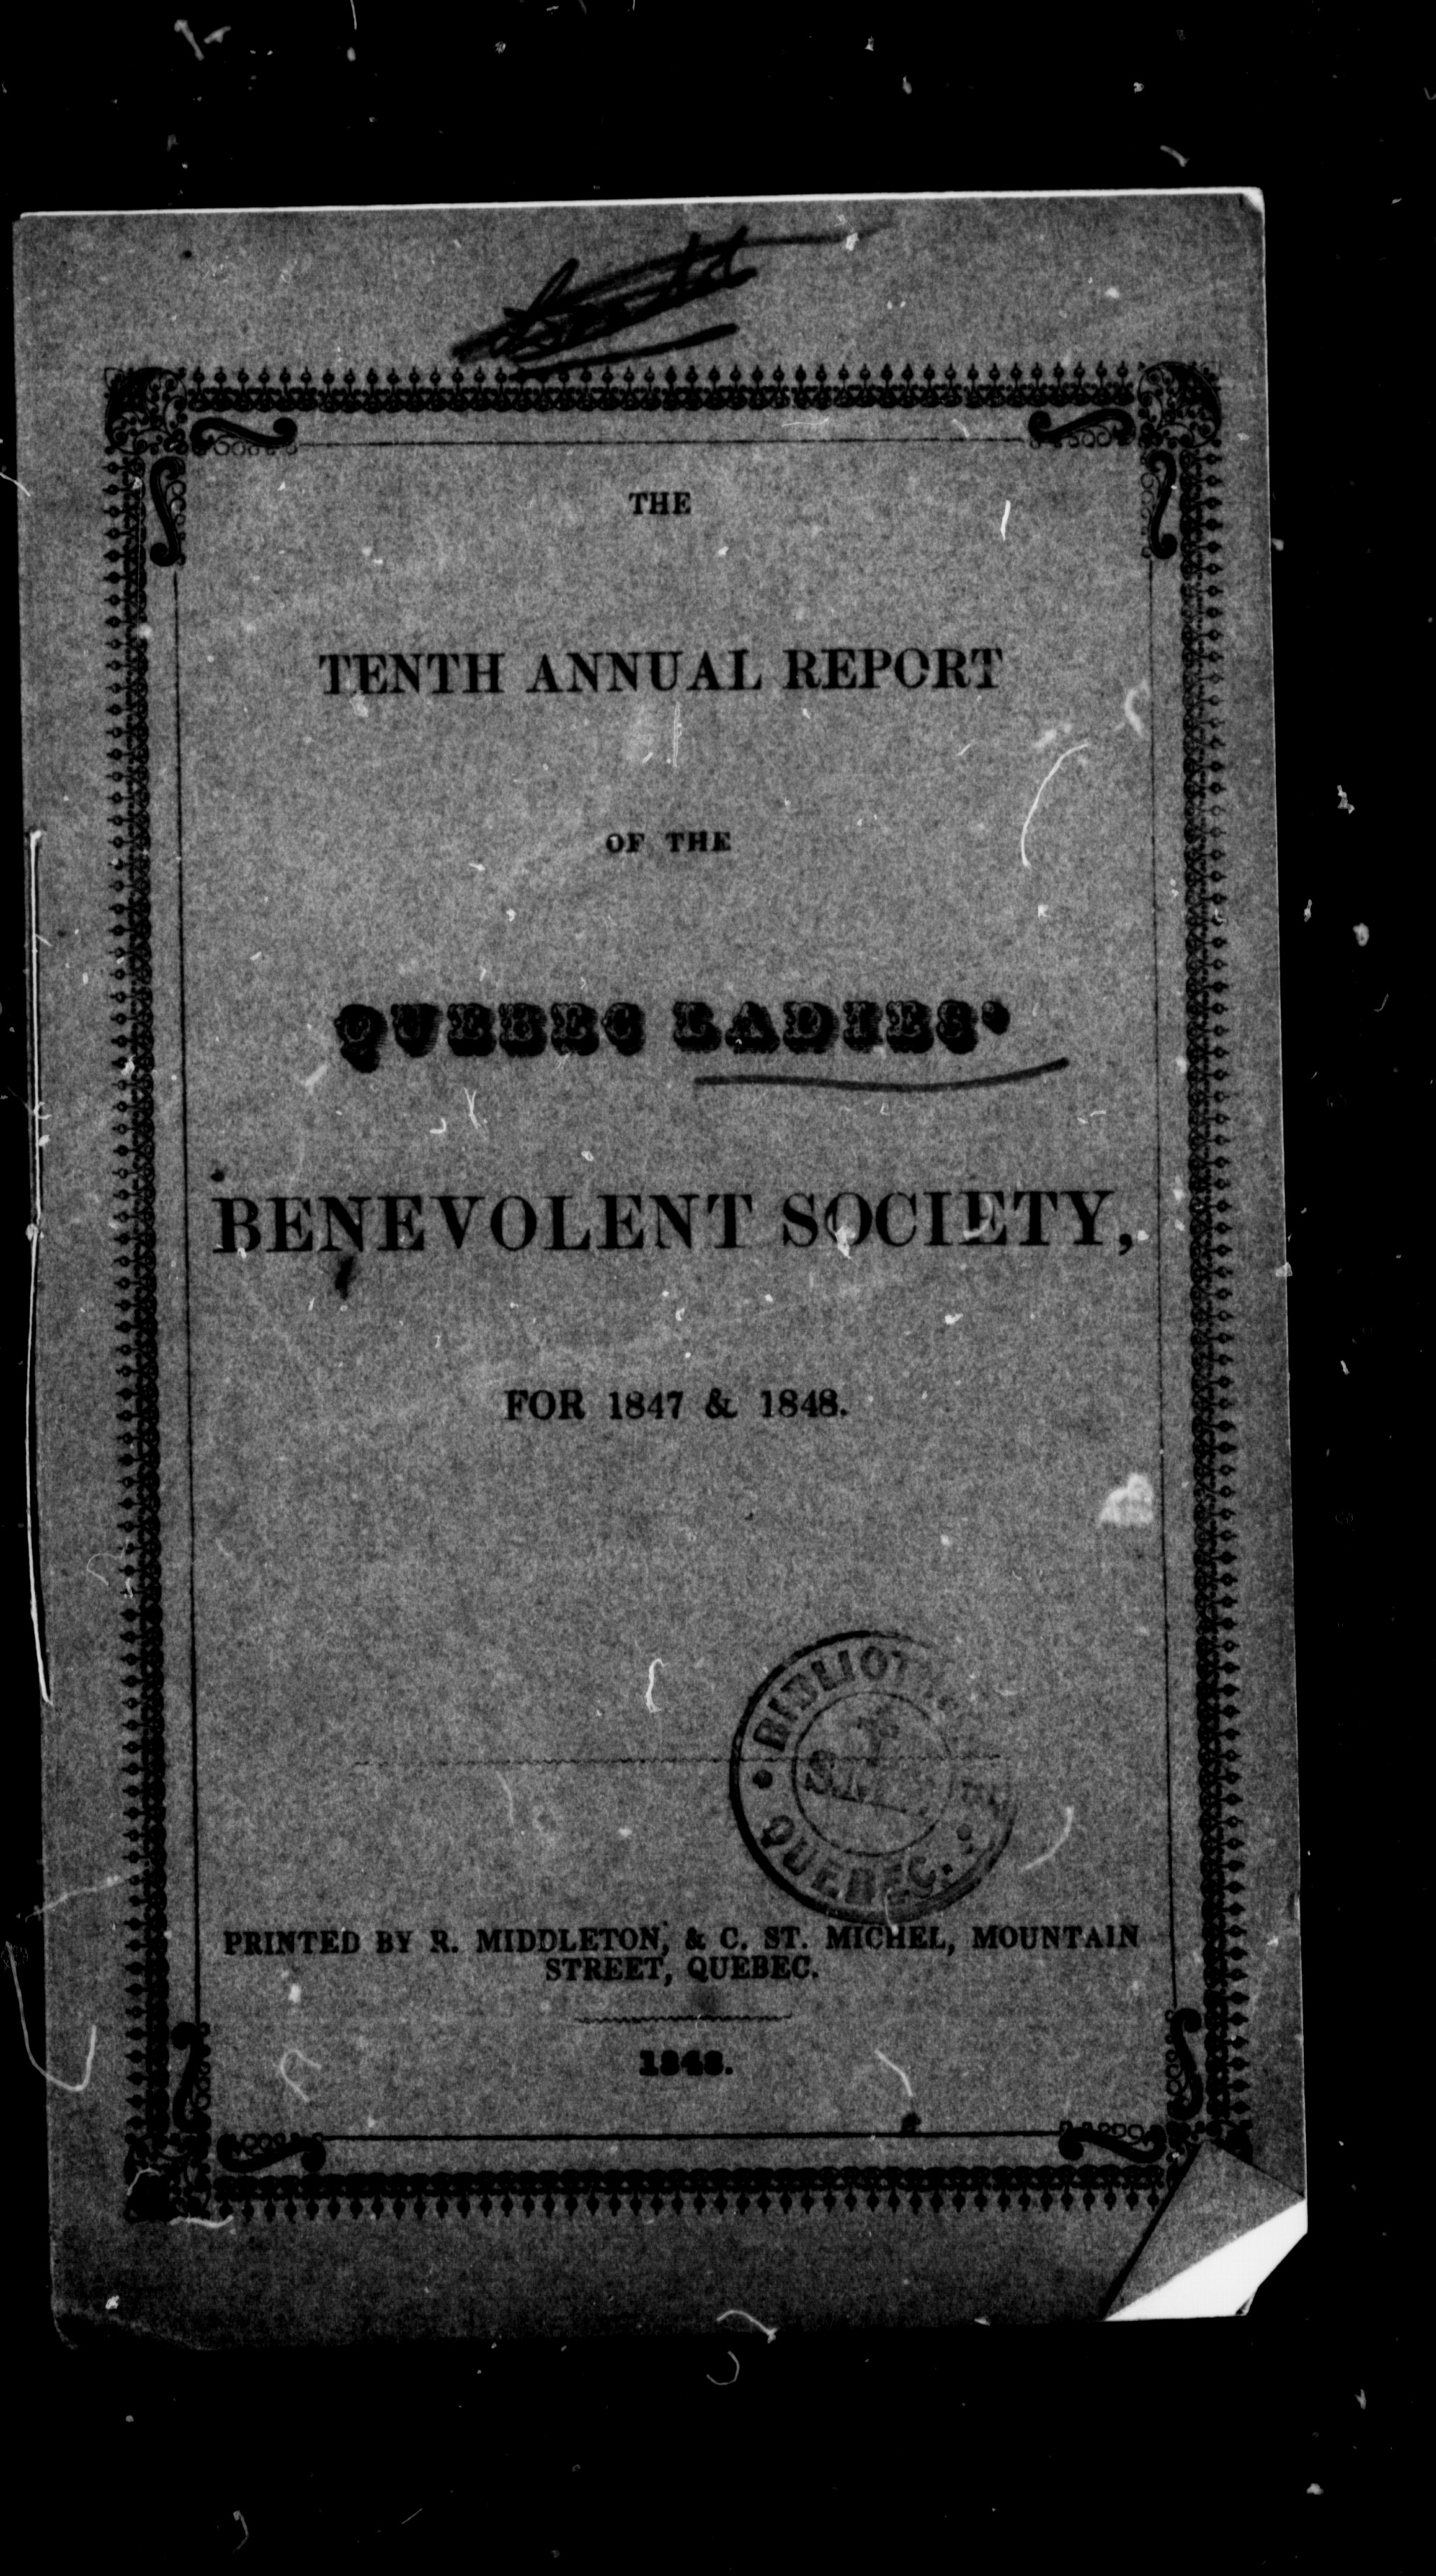 THE
TENTH ANNUAL REPORT
OF THE
QUEBEC LADIES'
BENEVOLENT SOCIETY,
FOR 1847 & 1848.
QUEBEC.
PRINTED BY R. MIDDLETON, & C. ST. MICHEL, MOUNTAIN
STREET, QUEBEC.
1848.